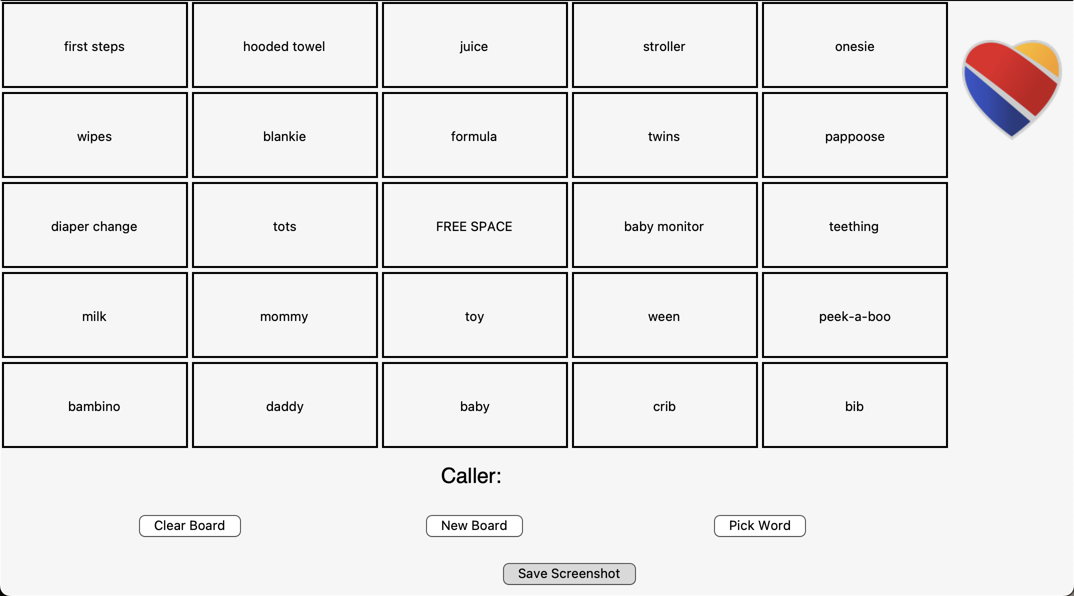 first steps
hooded towel
juice
stroller
onesie
wipes
blankie
formula
twins
pappoose
diaper change
tots
FREE SPACE
baby monitor
teething
milk
mommy
toy
ween
peek-a-boo
bambino
daddy
baby
crib
bib
Caller:
Clear Board
New Board
Pick Word
Save Screenshot